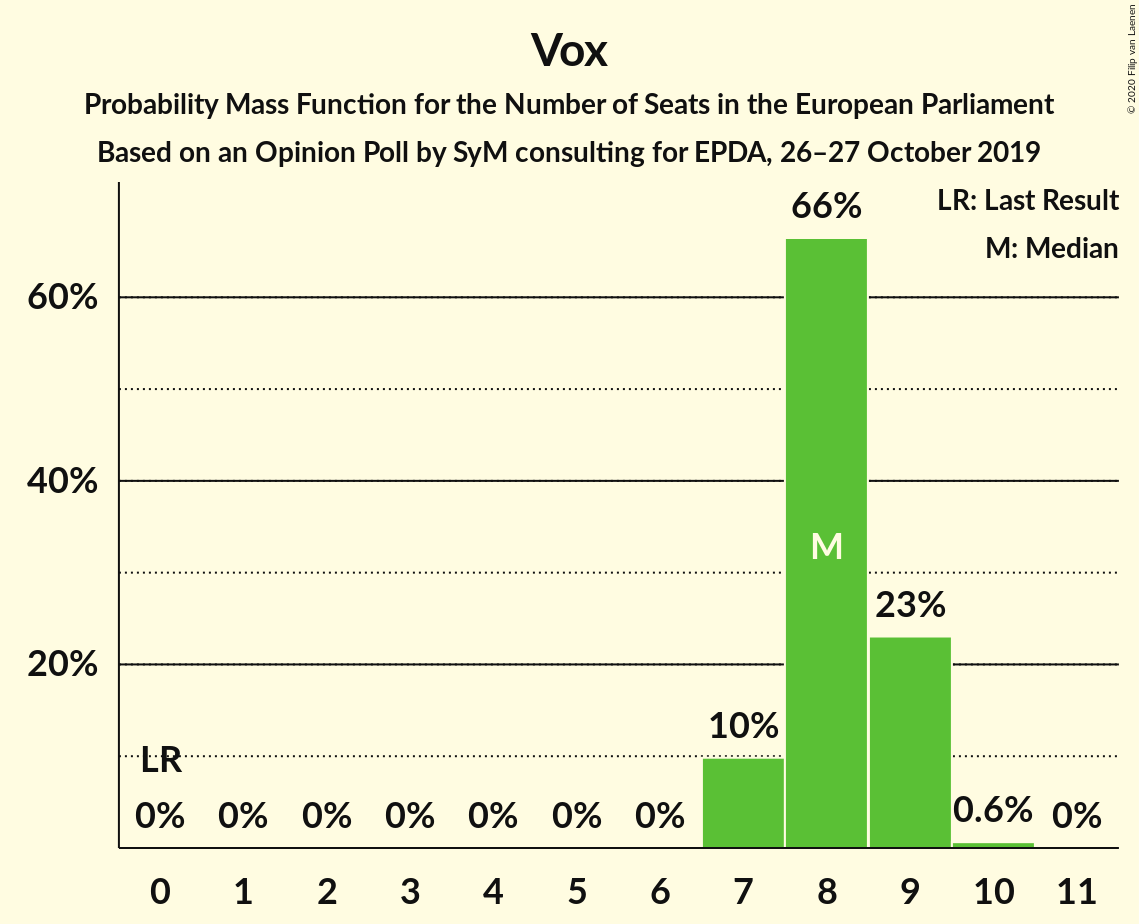 Vox
Probability Mass Function for the Number of Seats in the European Parliament
Based on an Opinion Poll by SyM consulting for EPDA, 26–27 October 2019
© 2020 Filip van Laenen
LR: Last Result
M: Median
60%
40%
20%
66%
M
23%
10%
LR
0% 0% 0% 0% 0% 0% 0% 0.6% 0%
0 1 2 3 4 5 6 7 8 9 10 11